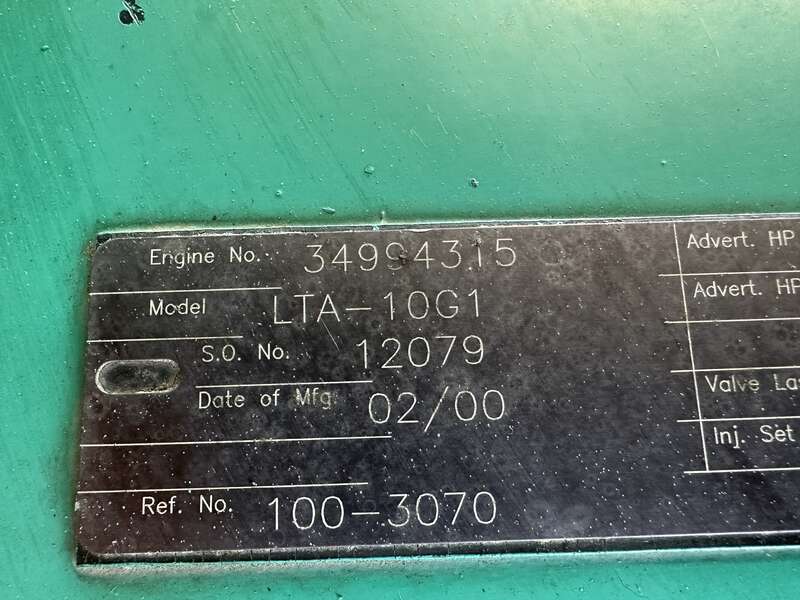 Engine No. 34994315
Model LTA-10G1
S.O. No. 12079
Date of Mfg. 02/00
Ref. No. 100-3070
Advert. HP
Advert. HP
Valve
Inj. Set